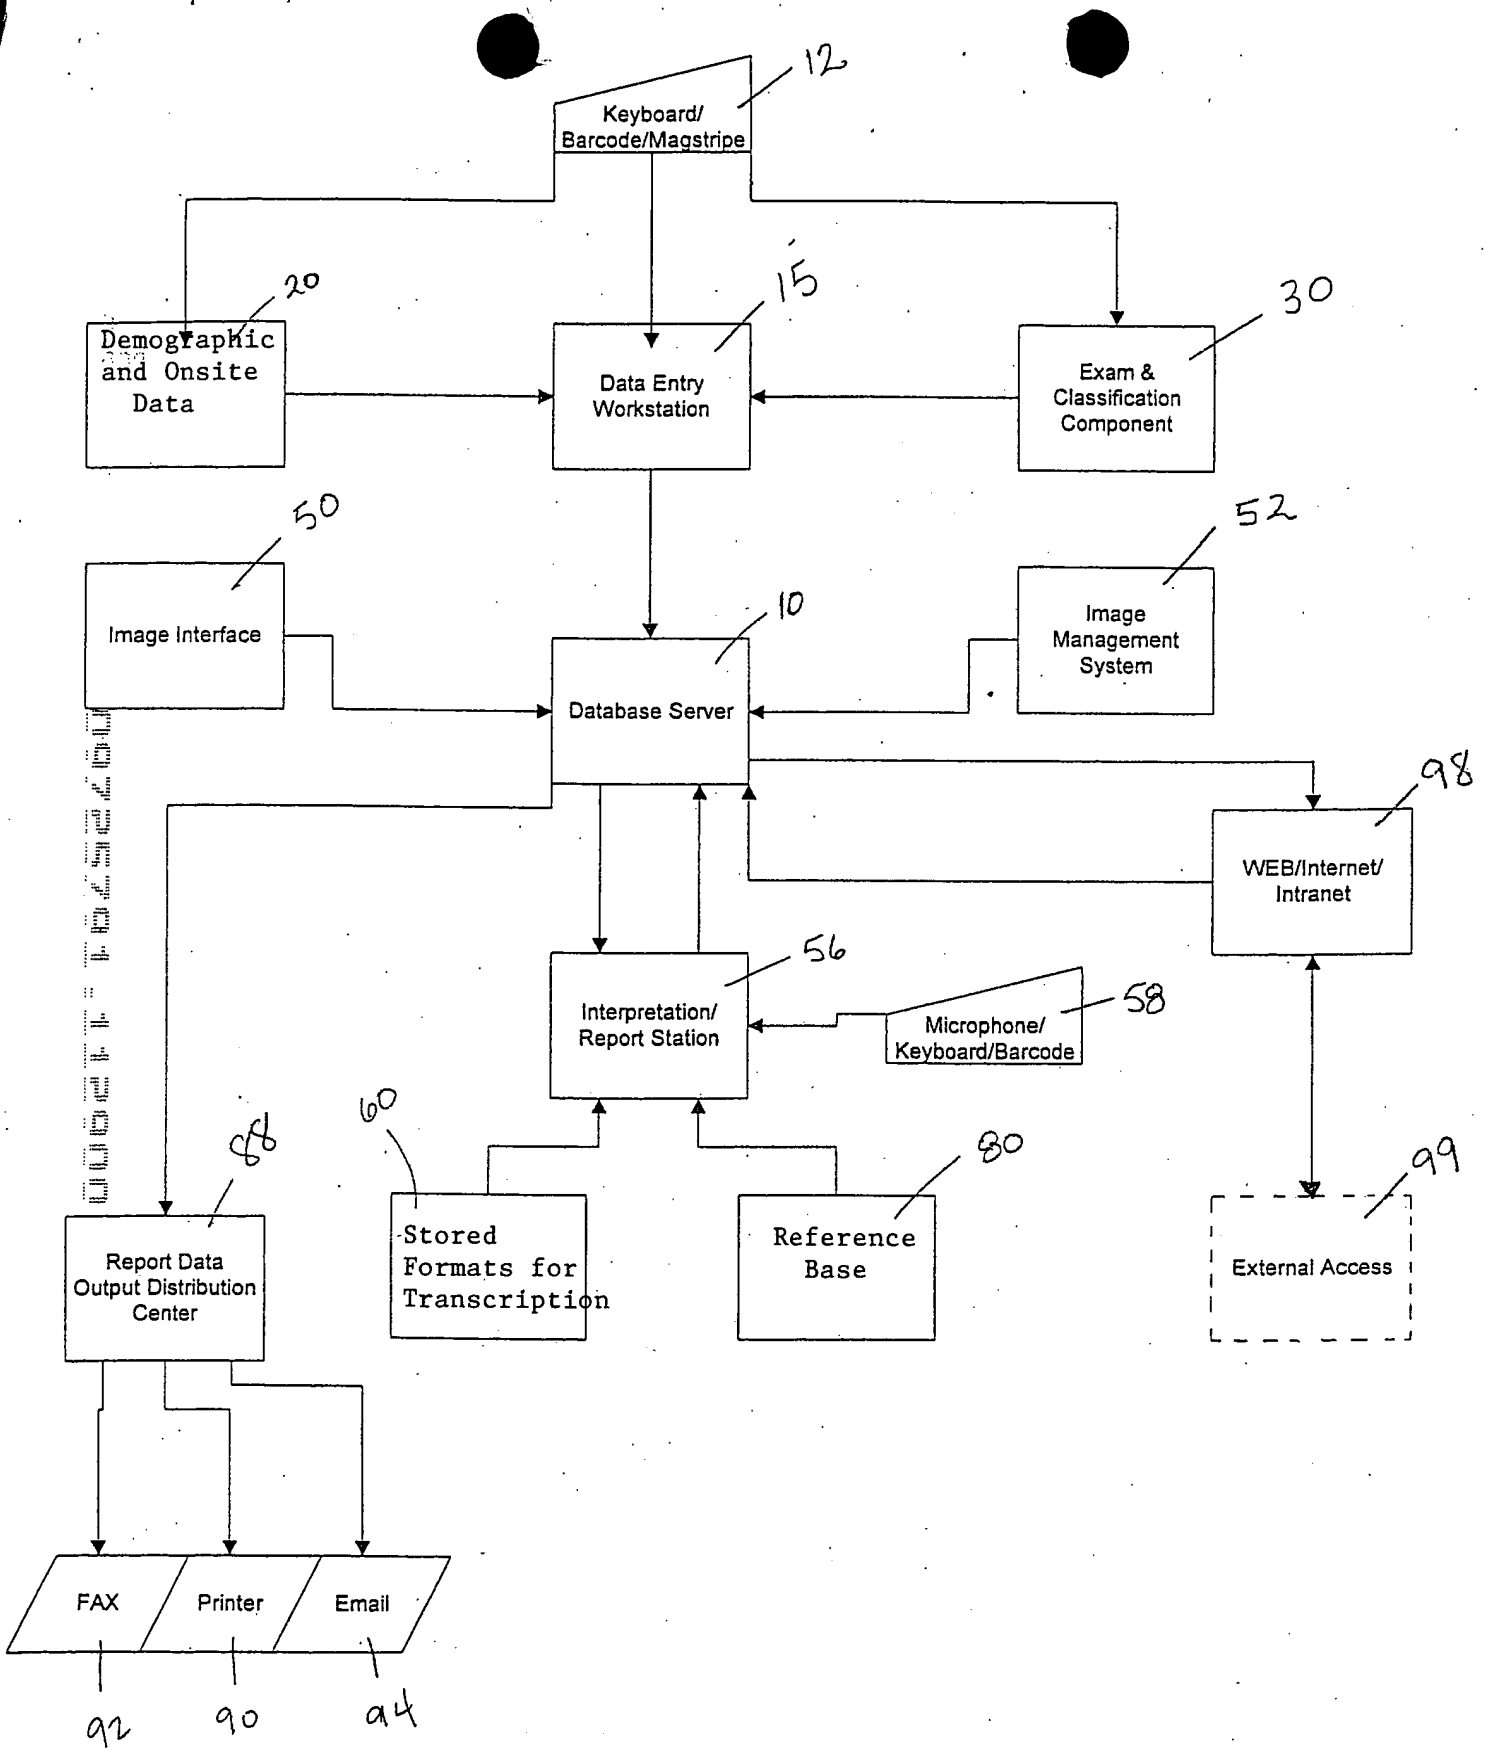 12
Keyboard/
Barcode/Magstripe
20
15
30
Demographic
and Onsite
Data
Data Entry
Workstation
Exam &
Classification
Component
50
52
Image Interface
10
Image
Management
System
Database Server
98
WEB/Internet/
Intranet
56
Interpretation/
Report Station
58
Microphone/
Keyboard/Barcode
60
88
80
99
Stored
Formats for
Transcription
Reference
Base
External Access
Report Data
Output Distribution
Center
FAX
Printer
Email
92
90
94